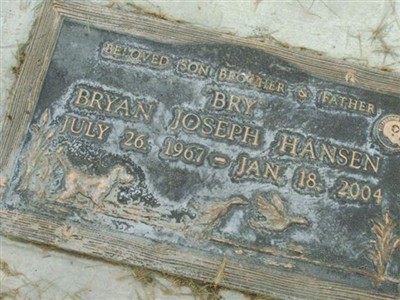 BELOVED SON BROTHER & FATHER
BRY
BRYAN JOSEPH HANSEN
JULY 26, 1967 - JAN. 18, 2004